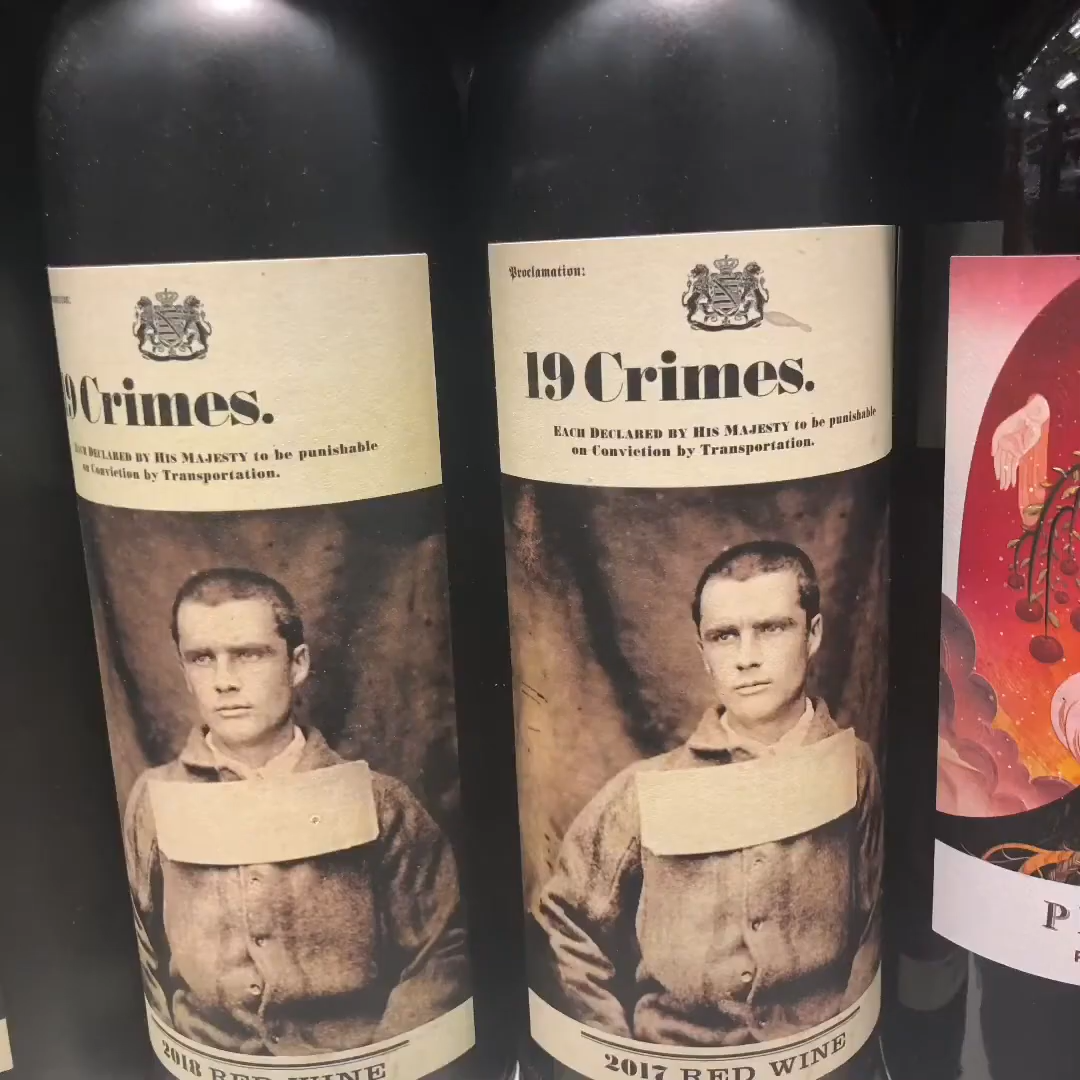 19 Crimes.
EACH DECLARED BY HIS MAJESTY to be punishable
on Conviction by Transportation.
2018 RED WINE
Proclamation:
19 Crimes.
EACH DECLARED BY HIS MAJESTY to be punishable
on Conviction by Transportation.
2017 RED WINE